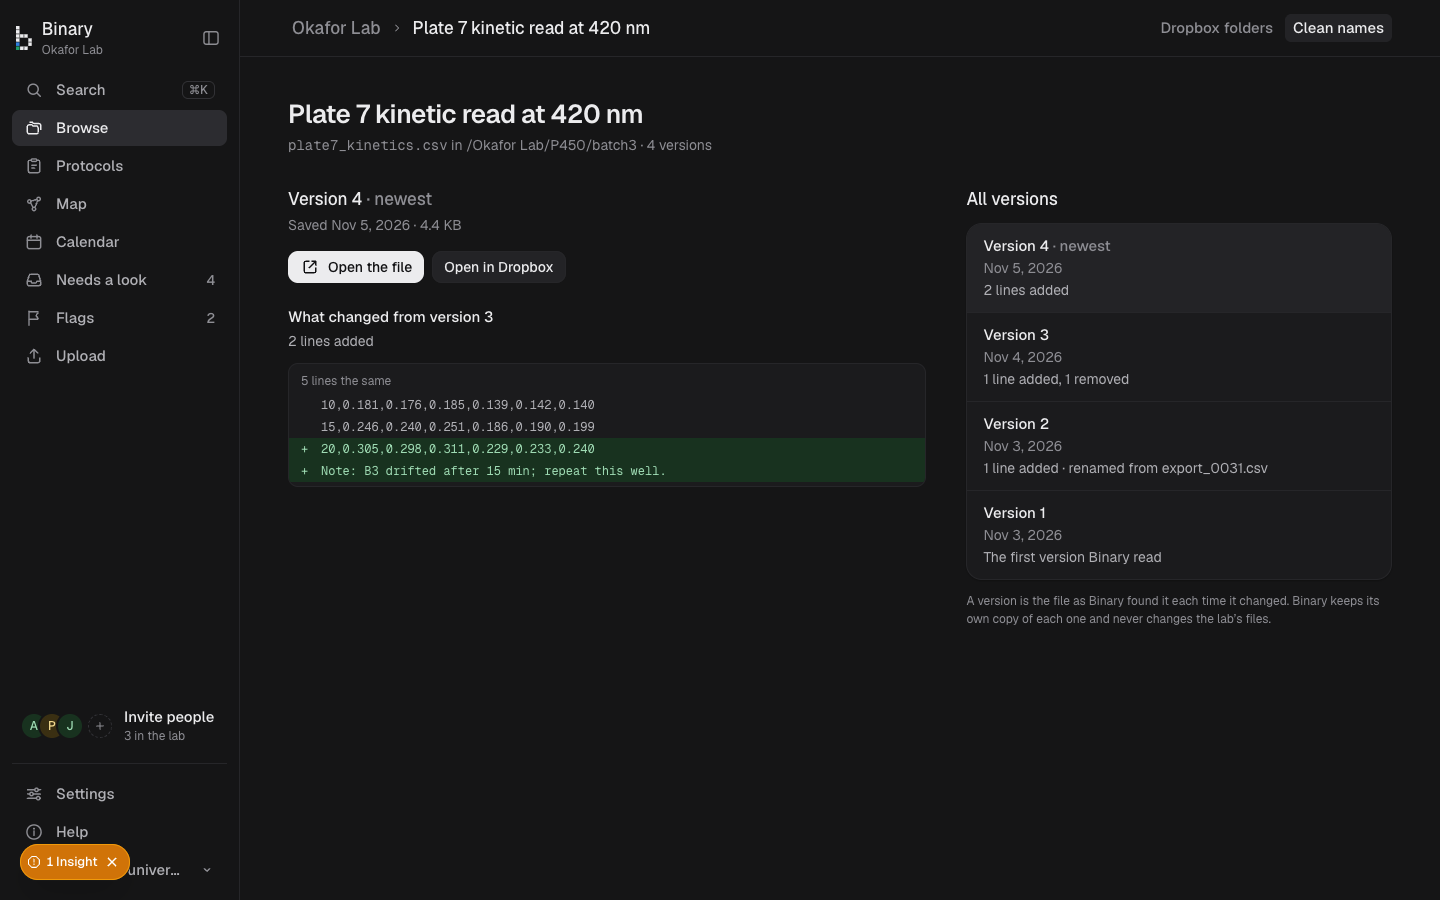 Binary
Okafor Lab
Search ⌘K
Browse
Protocols
Map
Calendar
Needs a look 4
Flags 2
Upload
A P J +
Invite people
3 in the lab
Settings
Help
1 Insight
univer...
Okafor Lab › Plate 7 kinetic read at 420 nm
Dropbox folders
Clean names
Plate 7 kinetic read at 420 nm
plate7_kinetics.csv in /Okafor Lab/P450/batch3 · 4 versions
Version 4 · newest
Saved Nov 5, 2026 · 4.4 KB
Open the file
Open in Dropbox
What changed from version 3
2 lines added
5 lines the same
10,0.181,0.176,0.185,0.139,0.142,0.140
15,0.246,0.240,0.251,0.186,0.190,0.199
+ 20,0.305,0.298,0.311,0.229,0.233,0.240
+ Note: B3 drifted after 15 min; repeat this well.
All versions
Version 4 · newest
Nov 5, 2026
2 lines added
Version 3
Nov 4, 2026
1 line added, 1 removed
Version 2
Nov 3, 2026
1 line added · renamed from export_0031.csv
Version 1
Nov 3, 2026
The first version Binary read
A version is the file as Binary found it each time it changed. Binary keeps its
own copy of each one and never changes the lab's files.